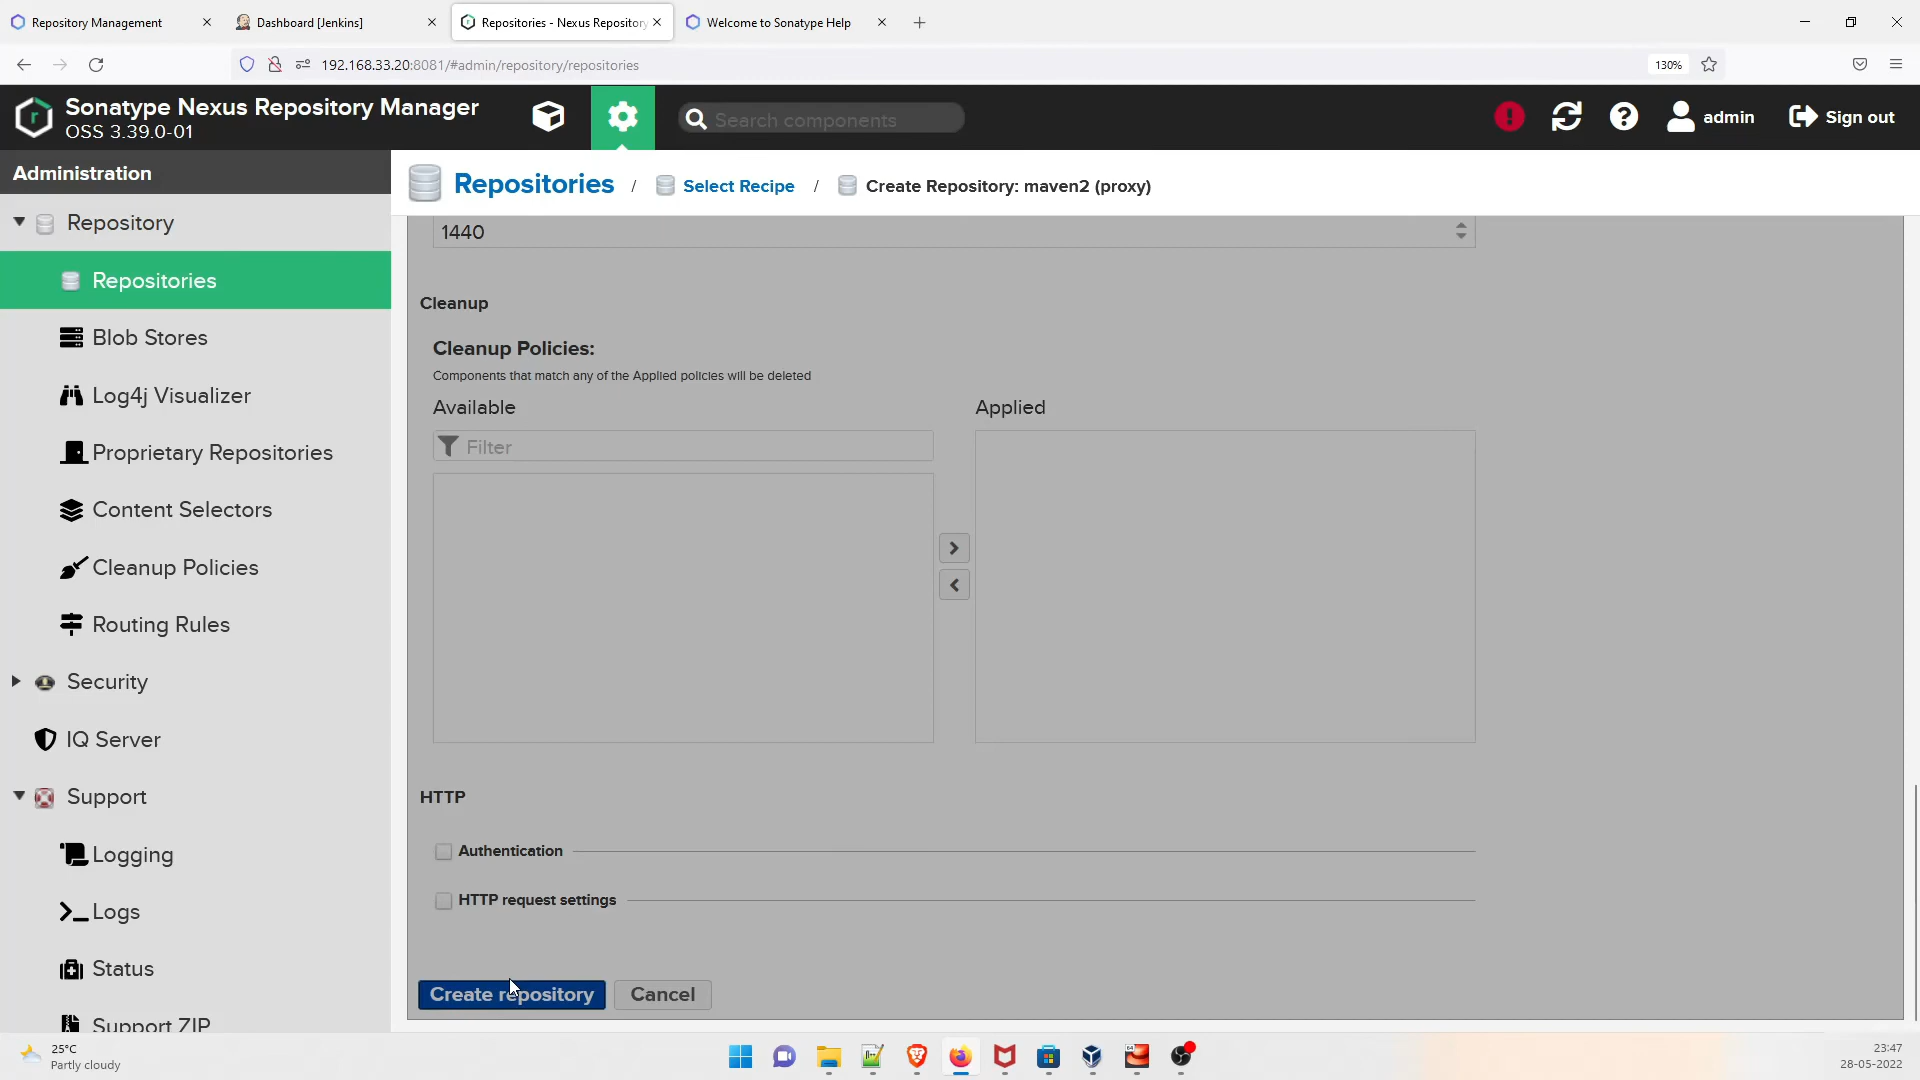 Repository Management
Dashboard [Jenkins]
Repositories - Nexus Repository
Welcome to Sonatype Help
192.168.33.20:8081/#admin/repository/repositories
130%
Sonatype Nexus Repository Manager
OSS 3.39.0-01
Search components
admin
Sign out
Administration
Repositories / Select Recipe / Create Repository: maven2 (proxy)
Repository
Repositories
Blob Stores
Log4j Visualizer
Proprietary Repositories
Content Selectors
Cleanup Policies
Routing Rules
Security
IQ Server
Support
Logging
Logs
Status
Support ZIP
1440
Cleanup
Cleanup Policies:
Components that match any of the Applied policies will be deleted
Available
Applied
Filter
HTTP
Authentication
HTTP request settings
Create repository
Cancel
25°C
Partly cloudy
23:47
28-05-2022